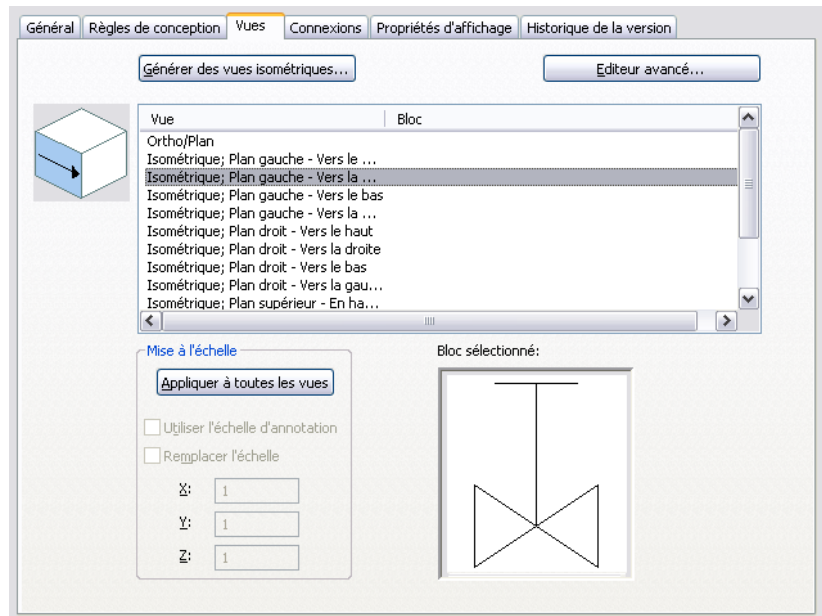 Général Règles de conception Vues Connexions Propriétés d'affichage Historique de la version
Générer des vues isométriques... Editeur avancé...
Vue Bloc
Ortho/Plan
Isométrique; Plan gauche - Vers le ...
Isométrique; Plan gauche - Vers la ...
Isométrique; Plan gauche - Vers le bas
Isométrique; Plan gauche - Vers la ...
Isométrique; Plan droit - Vers le haut
Isométrique; Plan droit - Vers la droite
Isométrique; Plan droit - Vers le bas
Isométrique; Plan droit - Vers la gau...
Isométrique; Plan supérieur - En ha...
Mise à l'échelle Bloc sélectionné:
Appliquer à toutes les vues
Utiliser l'échelle d'annotation
Remplacer l'échelle
X: 1
Y: 1
Z: 1